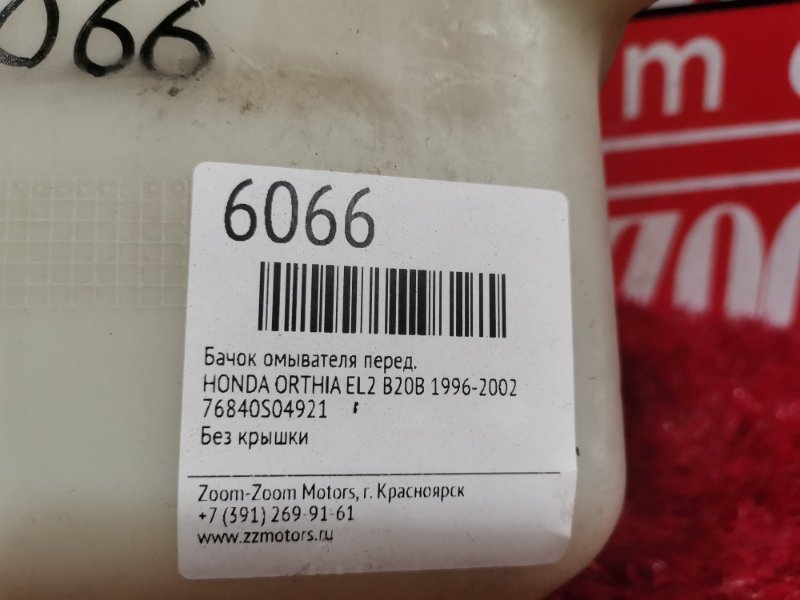 066
6066
Бачок омывателя перед.
HONDA ORTHIA EL2 B20B 1996-2002
76840S04921
Без крышки
Zoom-Zoom Motors, г. Красноярск
+7 (391) 269-91-61
www.zzmotors.ru
m